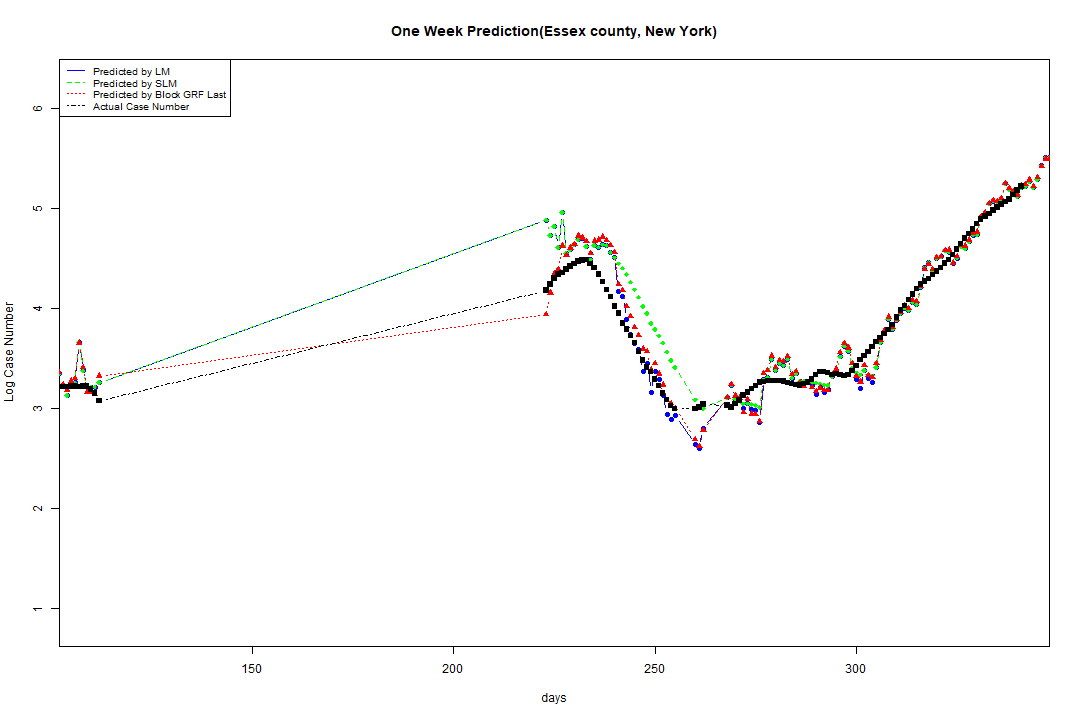 One Week Prediction(Essex county, New York)
Predicted by LM
Predicted by SLM
Predicted by Block GRF Last
Actual Case Number
6
5
4
3
2
1
Log Case Number
150 200 250 300
days